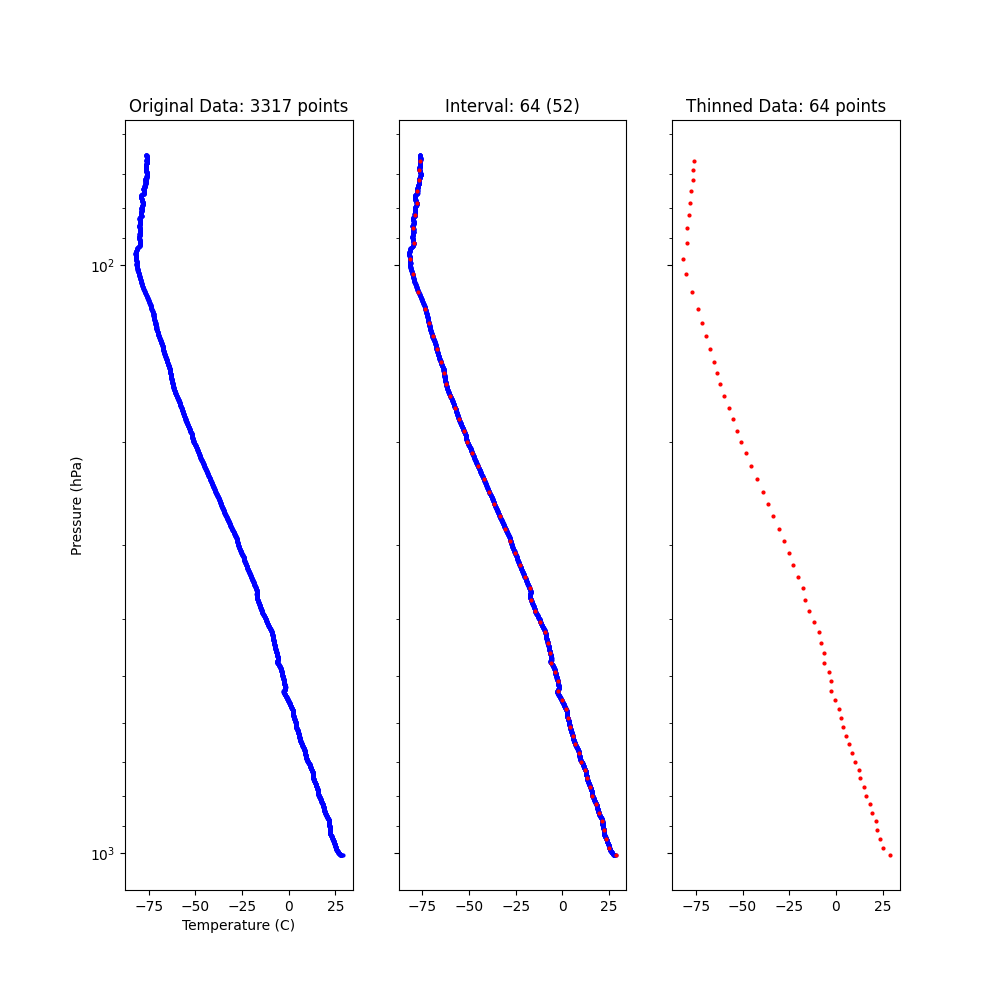 Original Data: 3317 points
Interval: 64 (52)
Thinned Data: 64 points
10²
10³
Pressure (hPa)
−75 −50 −25 0 25
−75 −50 −25 0 25
−75 −50 −25 0 25
Temperature (C)